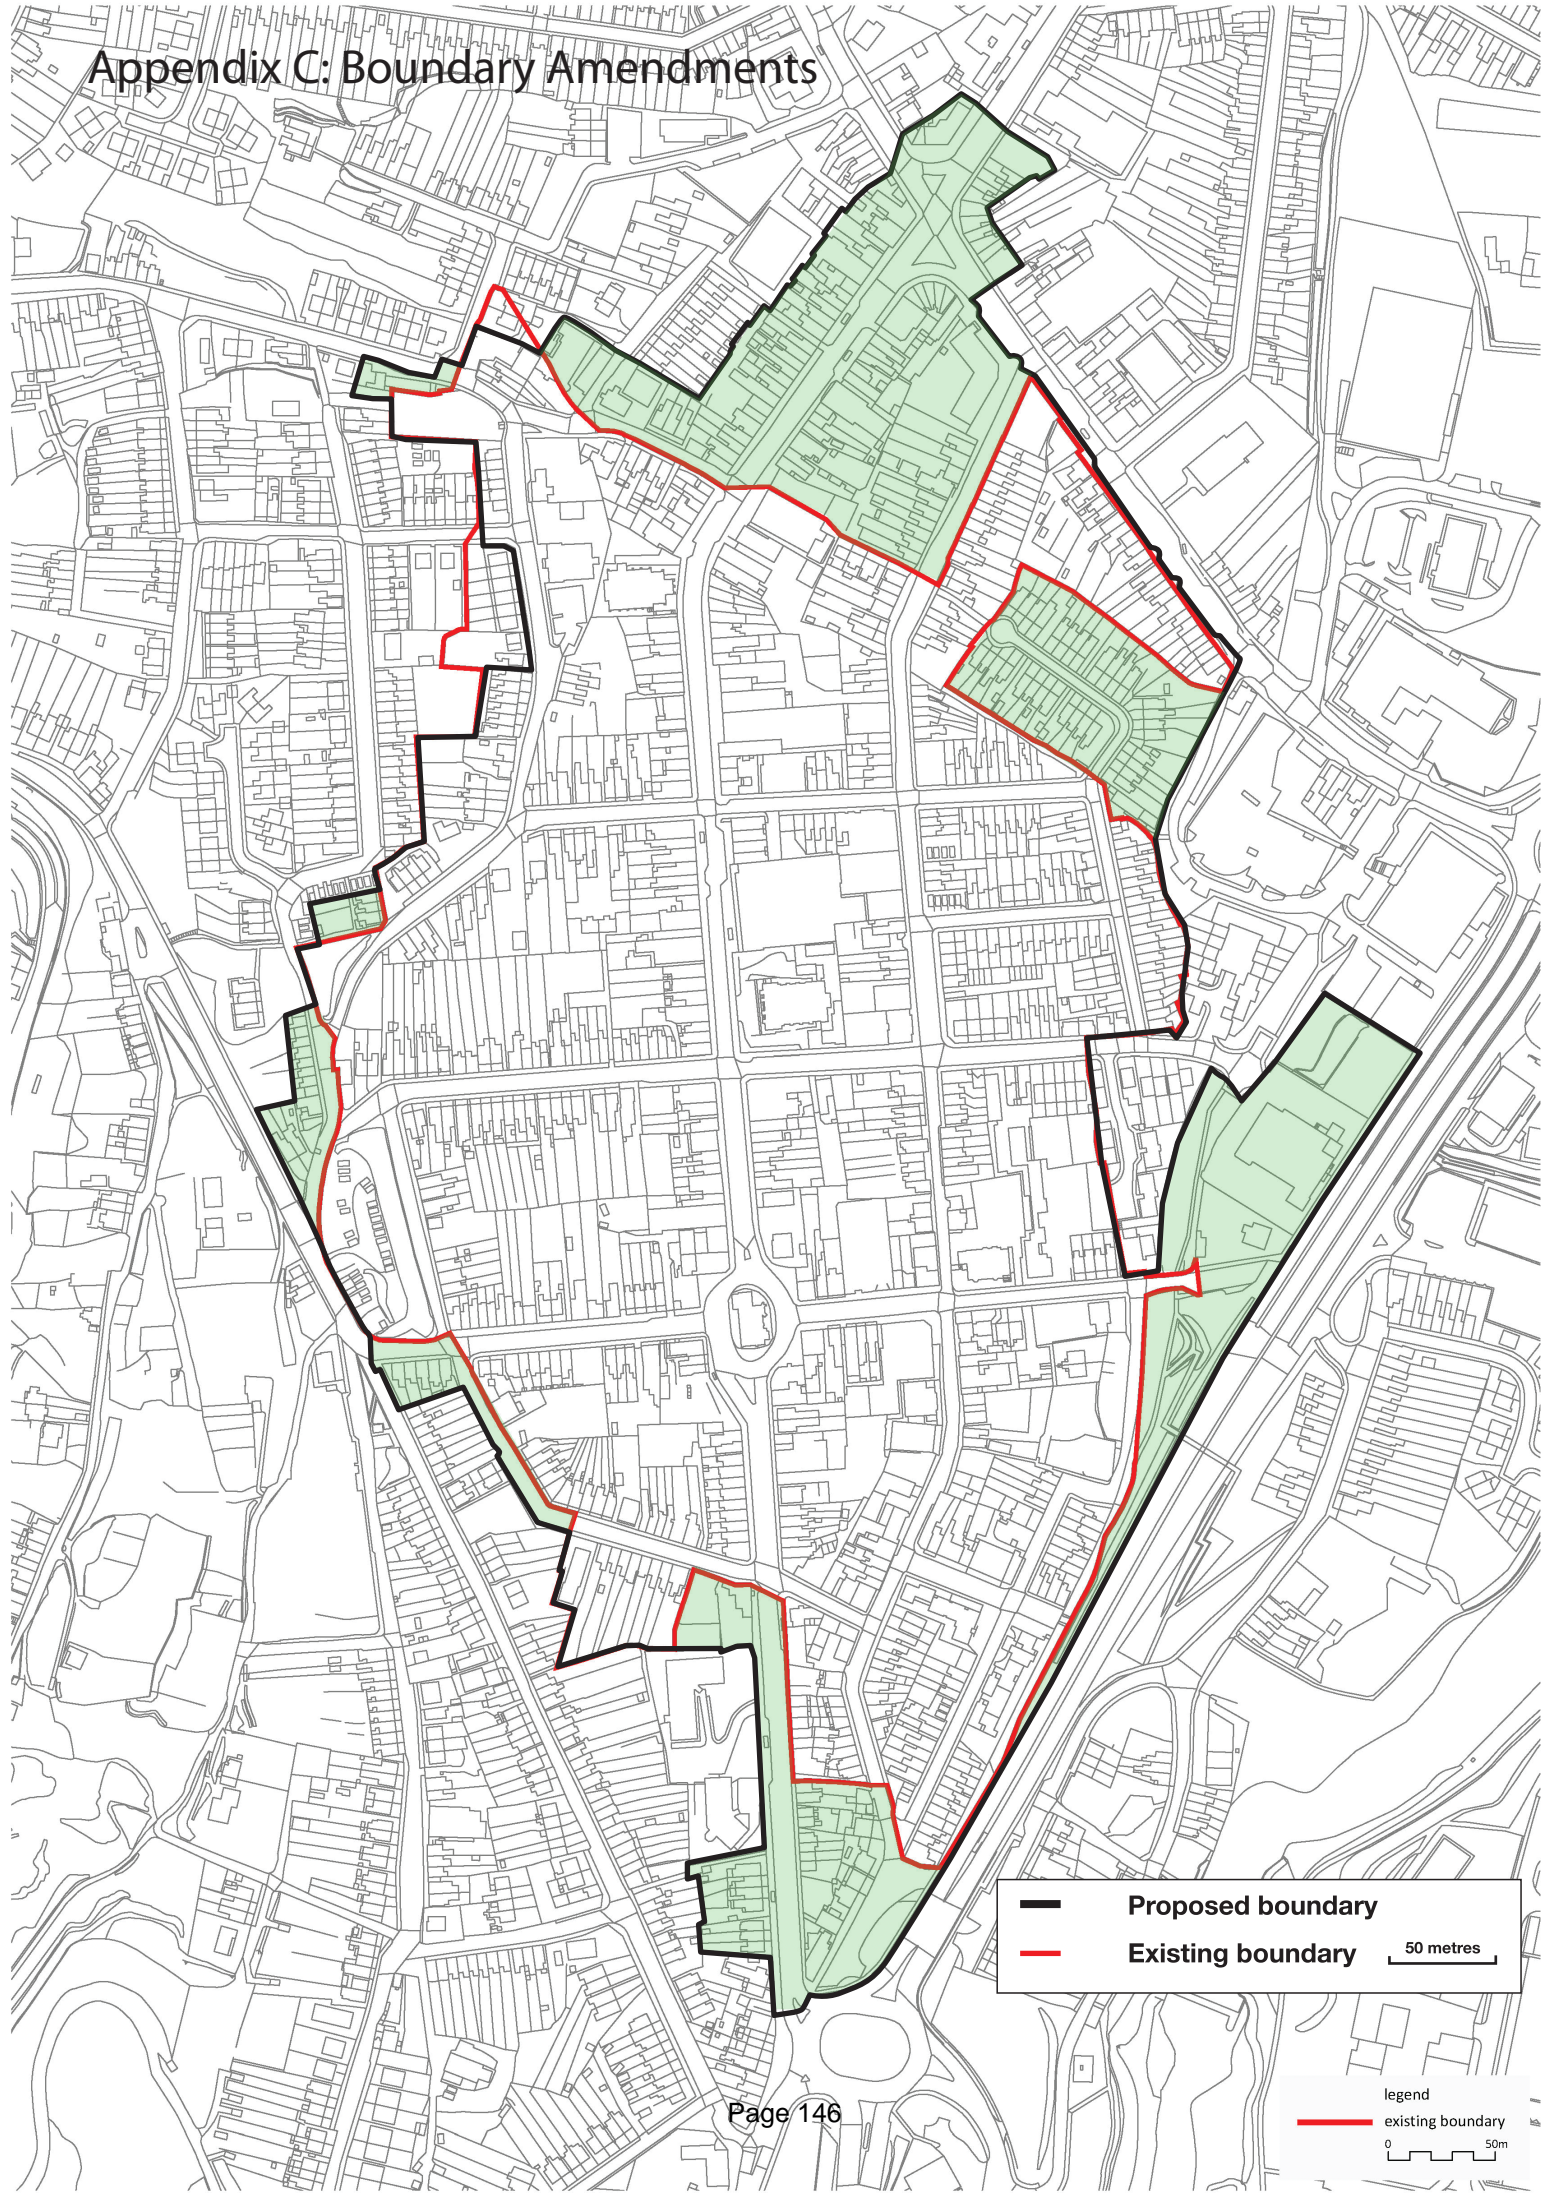 Appendix C: Boundary Amendments
Proposed boundary
Existing boundary
50 metres
legend
existing boundary
0 50m
Page 146